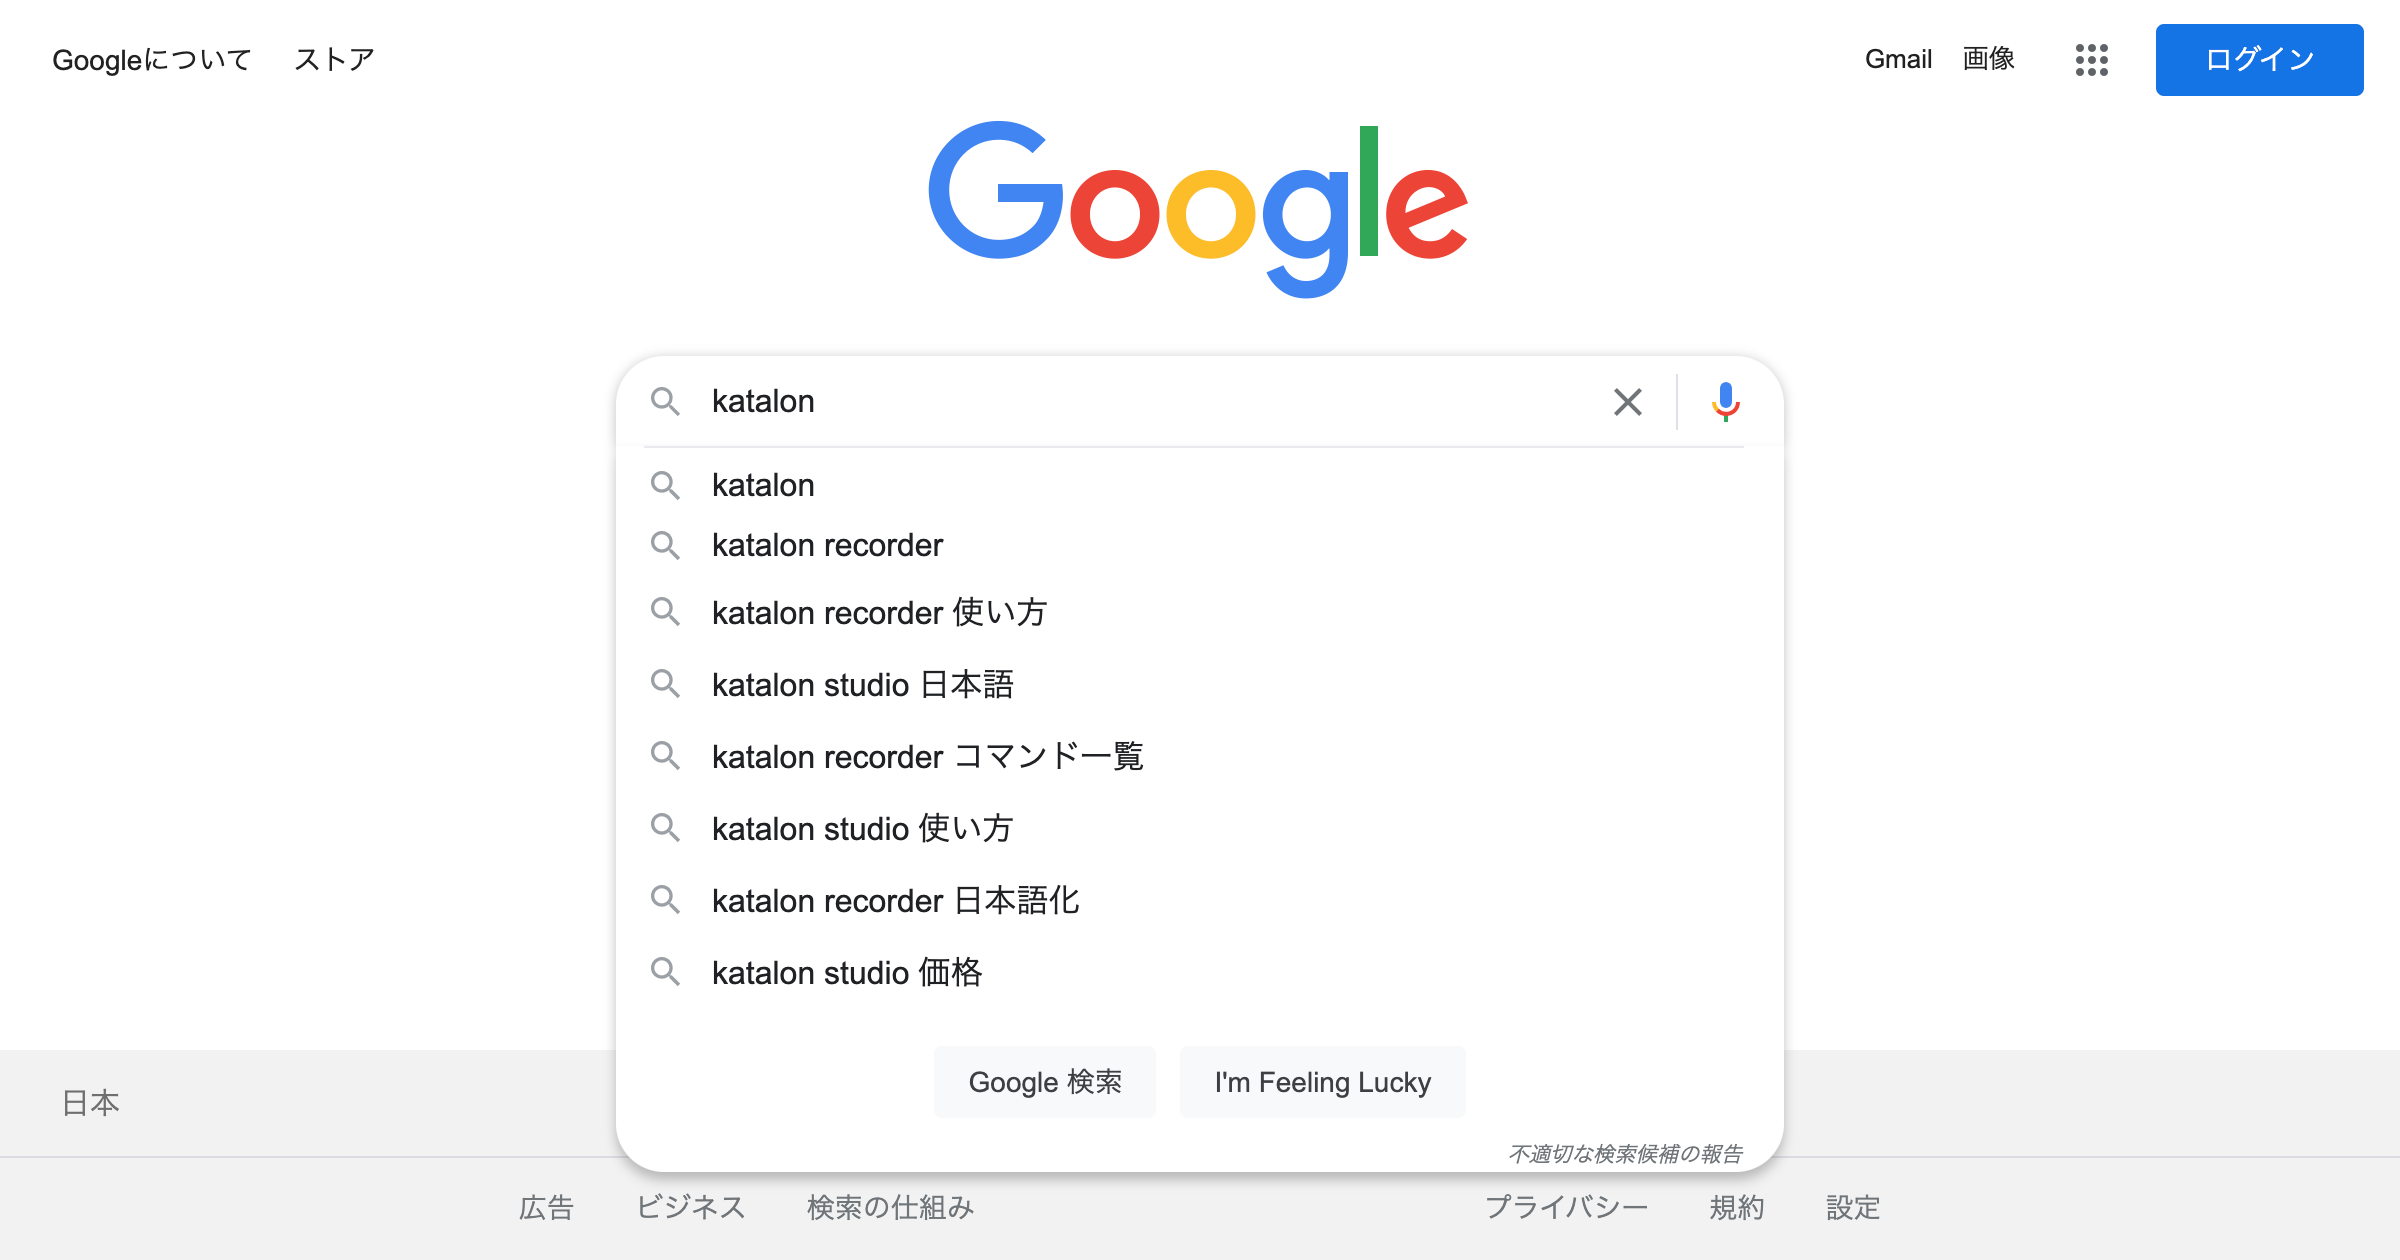 Googleについて ストア Gmail 画像 ログイン
Google
katalon
katalon
katalon recorder
katalon recorder 使い方
katalon studio 日本語
katalon recorder コマンド一覧
katalon studio 使い方
katalon recorder 日本語化
katalon studio 価格
Google 検索 I'm Feeling Lucky
日本
不適切な検索候補の報告
広告 ビジネス 検索の仕組み プライバシー 規約 設定